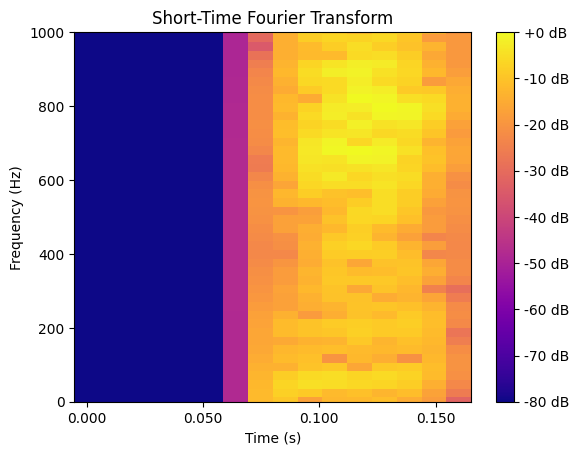 Short-Time Fourier Transform
1000
800
600
400
200
0
Frequency (Hz)
0.000
0.050
0.100
0.150
Time (s)
+0 dB
-10 dB
-20 dB
-30 dB
-40 dB
-50 dB
-60 dB
-70 dB
-80 dB